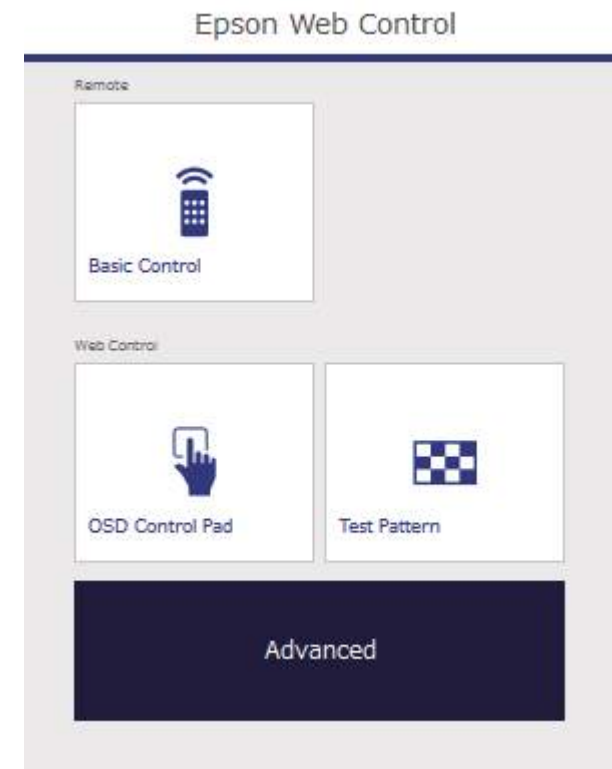 Epson Web Control
Remote
Basic Control
Web Control
OSD Control Pad
Test Pattern
Advanced